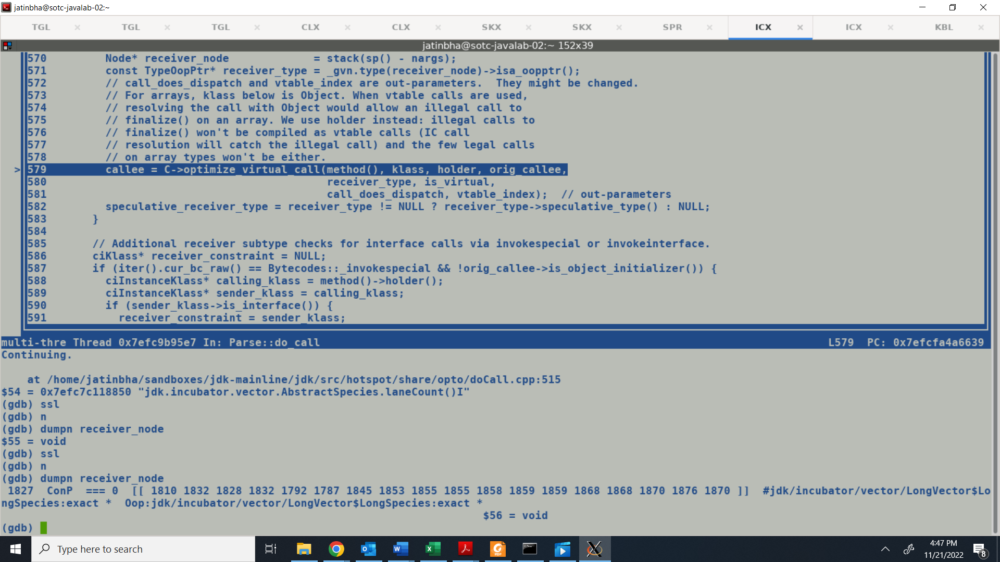 jatinbha@sotc-javalab-02:~
TGL × TGL × TGL × CLX × CLX × SKX × SKX × SPR × ICX × ICX × KBL ×
jatinbha@sotc-javalab-02:~ 152x39
570         Node* receiver_node             = stack(sp() - nargs);
571         const TypeOopPtr* receiver_type = _gvn.type(receiver_node)->isa_oopptr();
572         // call_does_dispatch and vtable_index are out-parameters.  They might be changed.
573         // For arrays, klass below is Object. When vtable calls are used,
574         // resolving the call with Object would allow an illegal call to
575         // finalize() on an array. We use holder instead: illegal calls to
576         // finalize() won't be compiled as vtable calls (IC call
577         // resolution will catch the illegal call) and the few legal calls
578         // on array types won't be either.
> 579         callee = C->optimize_virtual_call(method(), klass, holder, orig_callee,
580                                           receiver_type, is_virtual,
581                                           call_does_dispatch, vtable_index);  // out-parameters
582         speculative_receiver_type = receiver_type != NULL ? receiver_type->speculative_type() : NULL;
583       }
584
585       // Additional receiver subtype checks for interface calls via invokespecial or invokeinterface.
586       ciKlass* receiver_constraint = NULL;
587       if (iter().cur_bc_raw() == Bytecodes::_invokespecial && !orig_callee->is_object_initializer()) {
588         ciInstanceKlass* calling_klass = method()->holder();
589         ciInstanceKlass* sender_klass = calling_klass;
590         if (sender_klass->is_interface()) {
591           receiver_constraint = sender_klass;
multi-thre Thread 0x7efc9b95e7 In: Parse::do_call L579  PC: 0x7efcfa4a6639
Continuing.
at /home/jatinbha/sandboxes/jdk-mainline/jdk/src/hotspot/share/opto/doCall.cpp:515
$54 = 0x7efc7c118850 "jdk.incubator.vector.AbstractSpecies.laneCount()I"
(gdb) ssl
(gdb) n
(gdb) dumpn receiver_node
$55 = void
(gdb) ssl
(gdb) n
(gdb) dumpn receiver_node
1827  ConP  === 0  [[ 1810 1832 1828 1832 1792 1787 1845 1853 1855 1855 1858 1859 1859 1868 1868 1870 1876 1870 ]]  #jdk/incubator/vector/LongVector$Lo
ngSpecies:exact *  Oop:jdk/incubator/vector/LongVector$LongSpecies:exact *
$56 = void
(gdb)
Type here to search
4:47 PM
11/21/2022
8